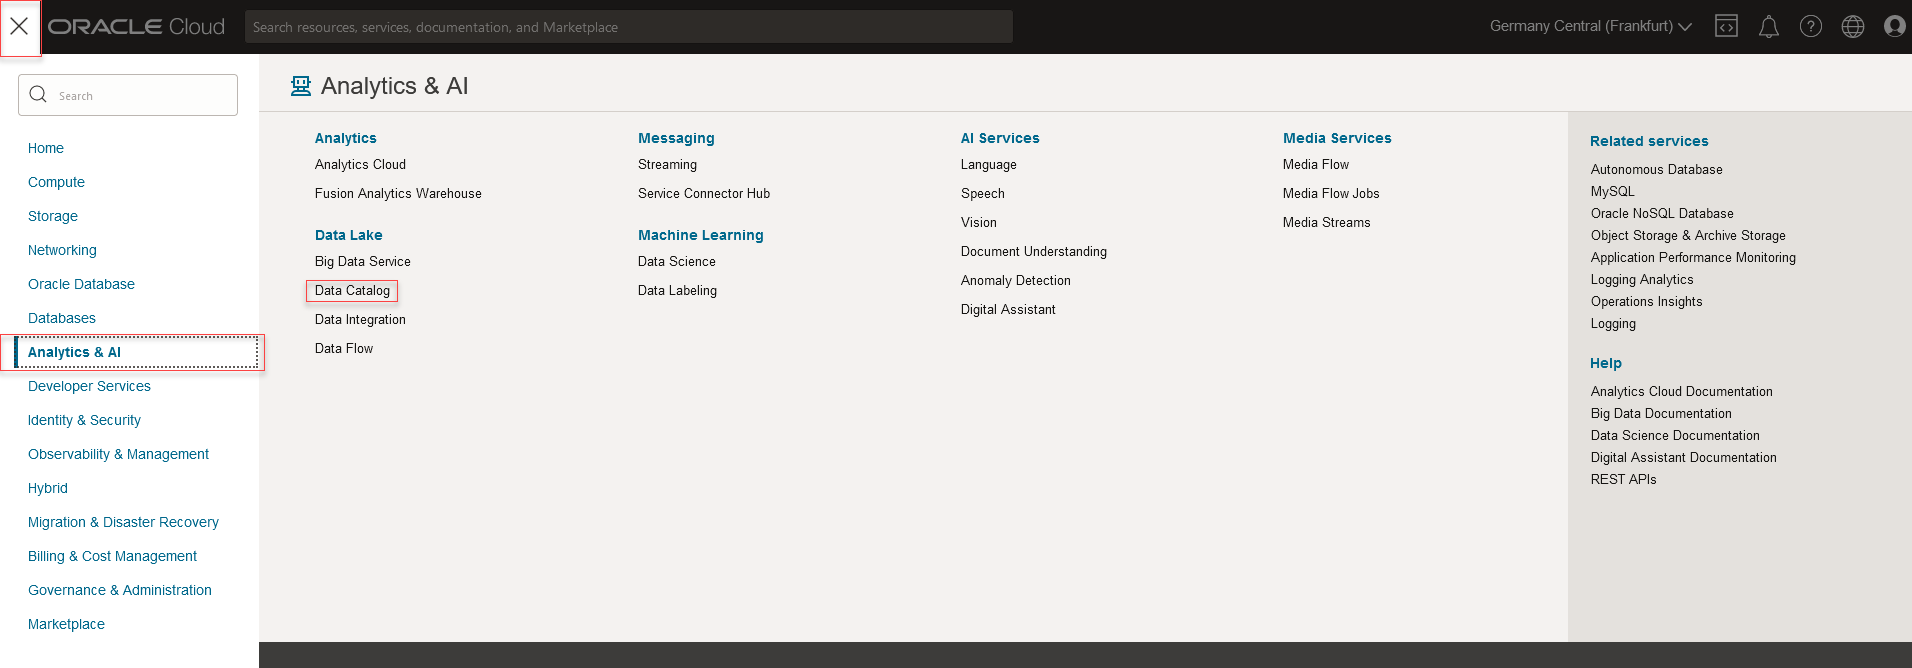 ORACLE Cloud
Search resources, services, documentation, and Marketplace
Germany Central (Frankfurt)
Search
Home
Compute
Storage
Networking
Oracle Database
Databases
Analytics & AI
Developer Services
Identity & Security
Observability & Management
Hybrid
Migration & Disaster Recovery
Billing & Cost Management
Governance & Administration
Marketplace
Analytics & AI
Analytics
Analytics Cloud
Fusion Analytics Warehouse
Data Lake
Big Data Service
Data Catalog
Data Integration
Data Flow
Messaging
Streaming
Service Connector Hub
Machine Learning
Data Science
Data Labeling
AI Services
Language
Speech
Vision
Document Understanding
Anomaly Detection
Digital Assistant
Media Services
Media Flow
Media Flow Jobs
Media Streams
Related services
Autonomous Database
MySQL
Oracle NoSQL Database
Object Storage & Archive Storage
Application Performance Monitoring
Logging Analytics
Operations Insights
Logging
Help
Analytics Cloud Documentation
Big Data Documentation
Data Science Documentation
Digital Assistant Documentation
REST APIs